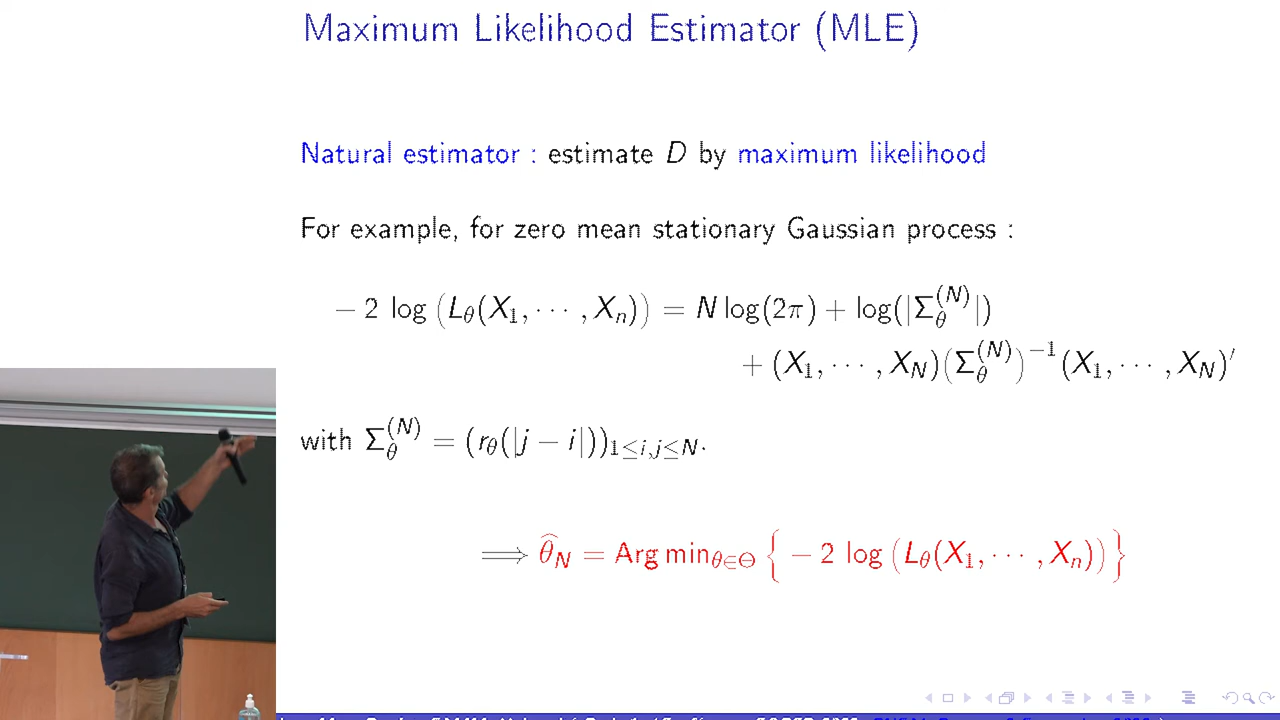 Maximum Likelihood Estimator (MLE)
Natural estimator : estimate D by maximum likelihood
For example, for zero mean stationary Gaussian process :
− 2 log (L_θ(X_1, ⋯ , X_n)) = N log(2π) + log(|Σ_θ^(N)|)
+ (X_1, ⋯ , X_N)(Σ_θ^(N))^−1(X_1, ⋯ , X_N)′
with Σ_θ^(N) = (r_θ(|j − i|))_1≤i,j≤N.
⟹ θ̂_N = Arg min_θ∈Θ { − 2 log (L_θ(X_1, ⋯ , X_n)) }